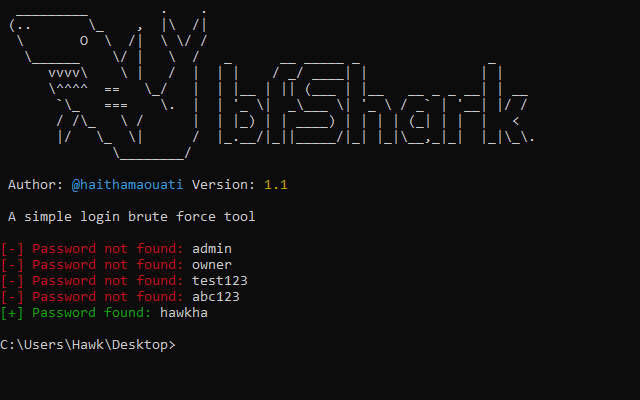 bfShark
Author: @haithamaouati Version: 1.1
A simple login brute force tool
[-] Password not found: admin
[-] Password not found: owner
[-] Password not found: test123
[-] Password not found: abc123
[+] Password found: hawkha
C:\Users\Hawk\Desktop>